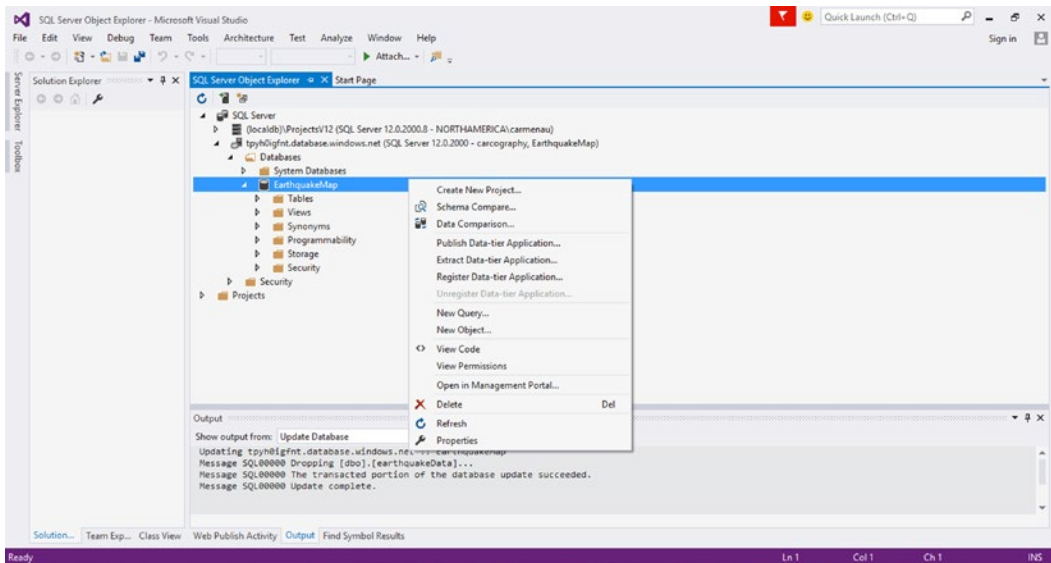 SQL Server Object Explorer - Microsoft Visual Studio
Quick Launch (Ctrl+Q)
File Edit View Debug Team Tools Architecture Test Analyze Window Help
Sign in
Attach...
Server Explorer
Toolbox
Solution Explorer
SQL Server Object Explorer
Start Page
SQL Server
(localdb)\ProjectsV12 (SQL Server 12.0.2000.8 - NORTHAMERICA\carmenau)
tpyh0igfnt.database.windows.net (SQL Server 12.0.2000 - carcography, EarthquakeMap)
Databases
System Databases
EarthquakeMap
Tables
Views
Synonyms
Programmability
Storage
Security
Security
Projects
Create New Project...
Schema Compare...
Data Comparison...
Publish Data-tier Application...
Extract Data-tier Application...
Register Data-tier Application...
Unregister Data-tier Application...
New Query...
New Object...
View Code
View Permissions
Open in Management Portal...
Delete Del
Refresh
Properties
Output
Show output from: Update Database
Updating tpyh0igfnt.database.windows.net
Message SQL00000 Dropping [dbo].[earthquakeData]...
Message SQL00000 The transacted portion of the database update succeeded.
Message SQL00000 Update complete.
Solution... Team Exp... Class View
Web Publish Activity Output Find Symbol Results
Ready
Ln 1 Col 1 Ch 1 INS